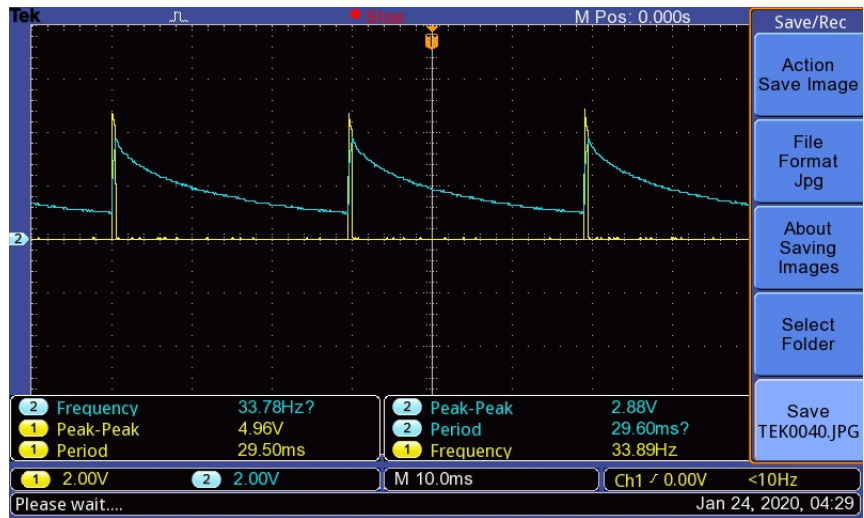 Tek Stop M Pos: 0.000s
T
2
Save/Rec
Action
Save Image
File
Format
Jpg
About
Saving
Images
Select
Folder
Save
TEK0040.JPG
2 Frequency 33.78Hz?
1 Peak-Peak 4.96V
1 Period 29.50ms
2 Peak-Peak 2.88V
2 Period 29.60ms?
1 Frequency 33.89Hz
1 2.00V 2 2.00V M 10.0ms Ch1 0.00V <10Hz
Please wait.... Jan 24, 2020, 04:29